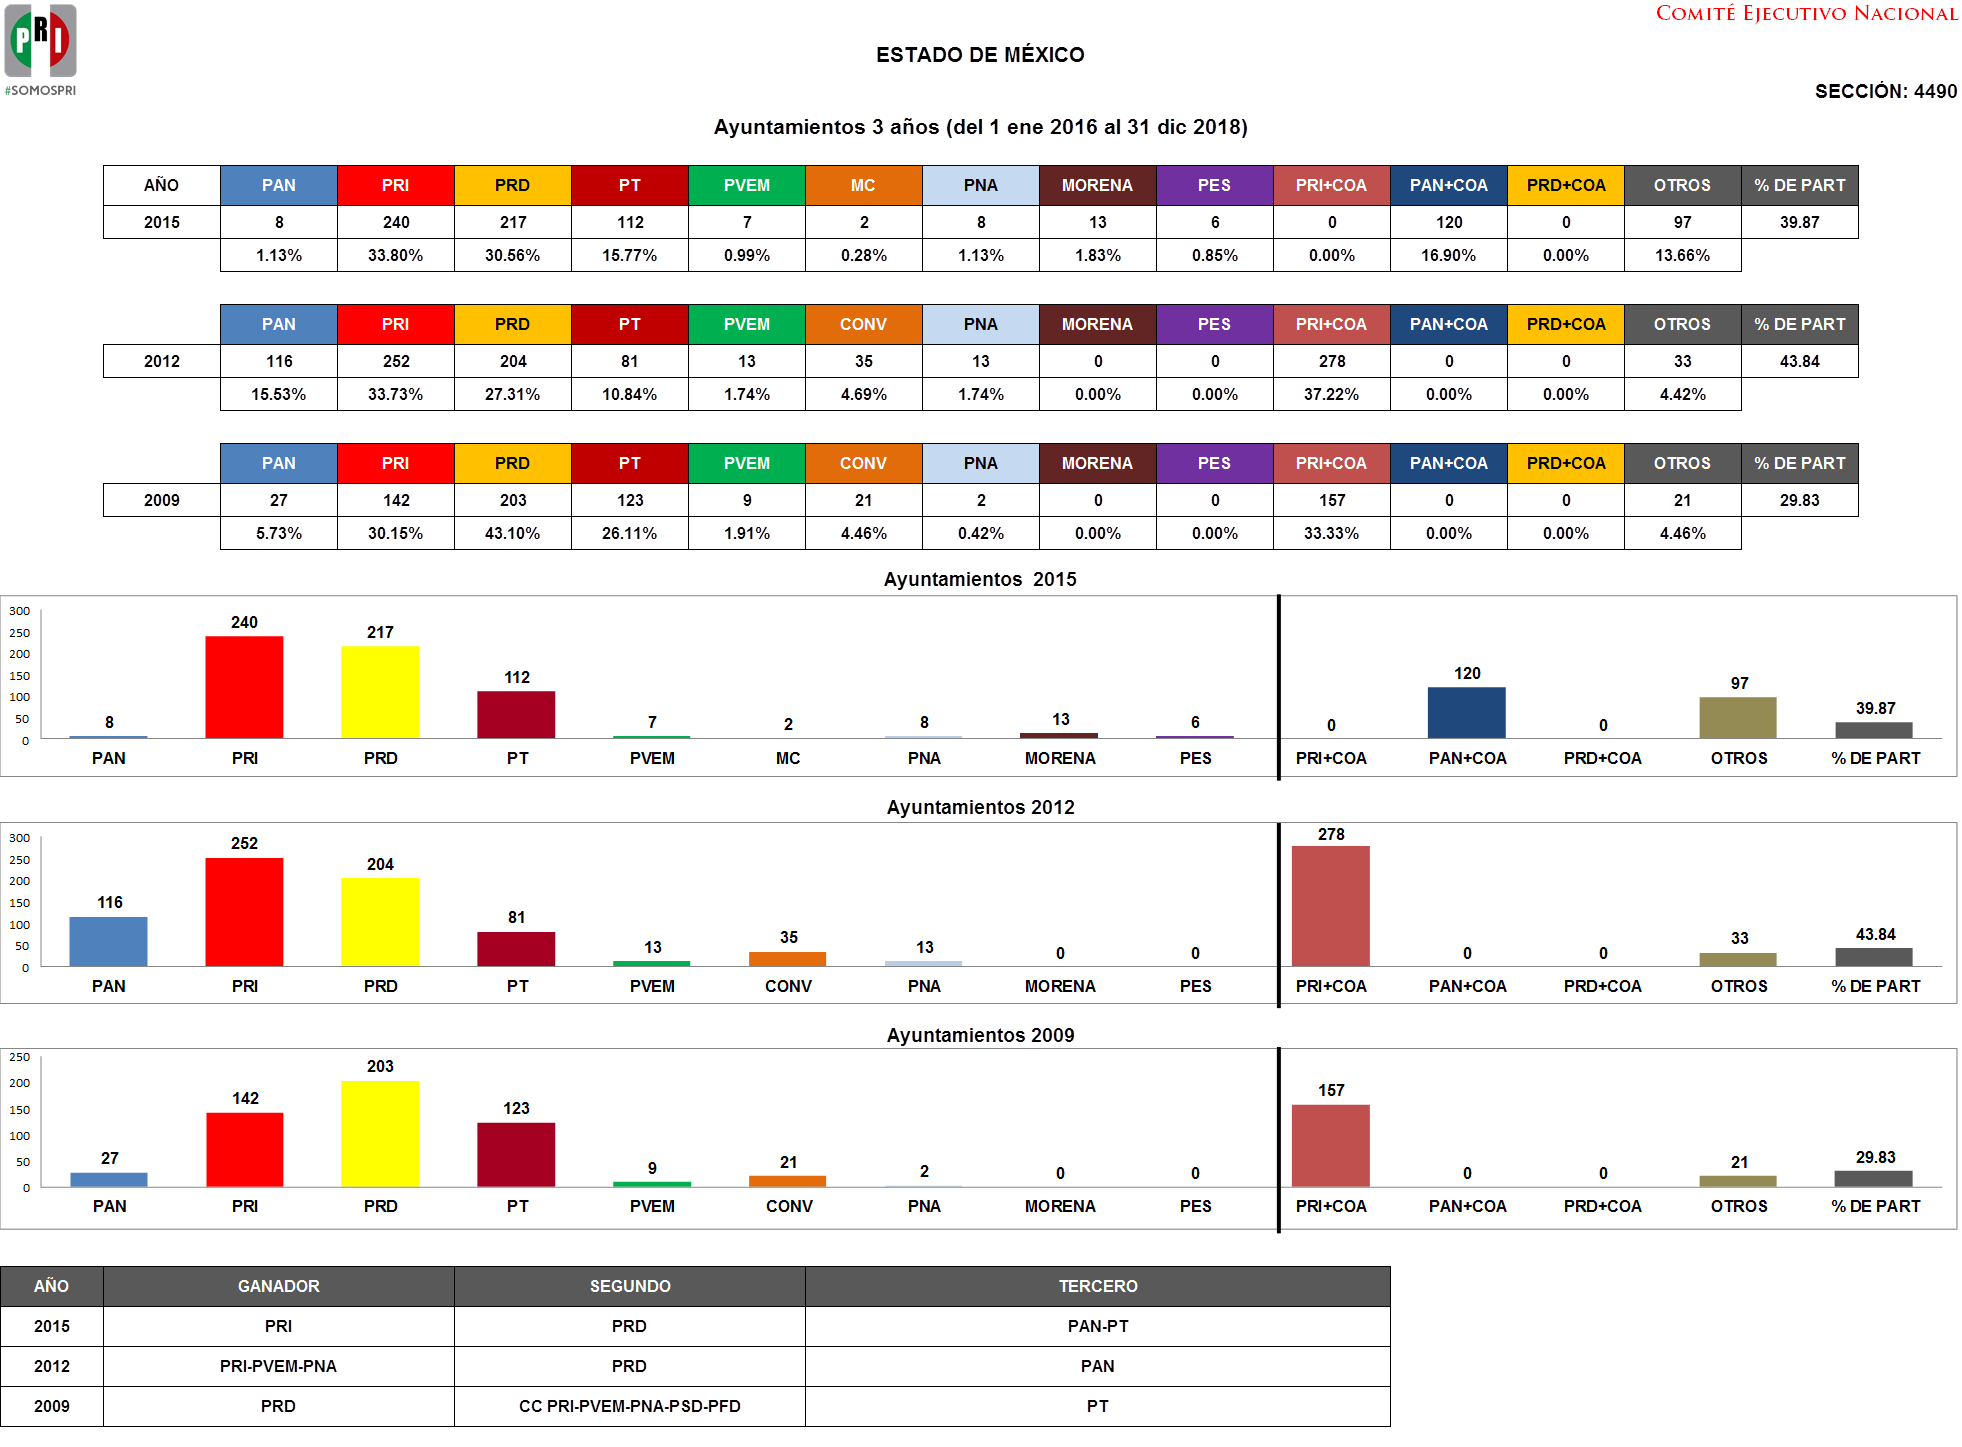 PRI
#SOMOSPRI
COMITÉ EJECUTIVO NACIONAL
ESTADO DE MÉXICO
SECCIÓN: 4490
Ayuntamientos 3 años (del 1 ene 2016 al 31 dic 2018)
AÑO PAN PRI PRD PT PVEM MC PNA MORENA PES PRI+COA PAN+COA PRD+COA OTROS % DE PART
2015 8 240 217 112 7 2 8 13 6 0 120 0 97 39.87
1.13% 33.80% 30.56% 15.77% 0.99% 0.28% 1.13% 1.83% 0.85% 0.00% 16.90% 0.00% 13.66%
PAN PRI PRD PT PVEM CONV PNA MORENA PES PRI+COA PAN+COA PRD+COA OTROS % DE PART
2012 116 252 204 81 13 35 13 0 0 278 0 0 33 43.84
15.53% 33.73% 27.31% 10.84% 1.74% 4.69% 1.74% 0.00% 0.00% 37.22% 0.00% 0.00% 4.42%
PAN PRI PRD PT PVEM CONV PNA MORENA PES PRI+COA PAN+COA PRD+COA OTROS % DE PART
2009 27 142 203 123 9 21 2 0 0 157 0 0 21 29.83
5.73% 30.15% 43.10% 26.11% 1.91% 4.46% 0.42% 0.00% 0.00% 33.33% 0.00% 0.00% 4.46%
Ayuntamientos 2015
300
250
200
150
100
50
0
8 240 217 112 7 2 8 13 6 0 120 0 97 39.87
PAN PRI PRD PT PVEM MC PNA MORENA PES PRI+COA PAN+COA PRD+COA OTROS % DE PART
Ayuntamientos 2012
300
250
200
150
100
50
0
116 252 204 81 13 35 13 0 0 278 0 0 33 43.84
PAN PRI PRD PT PVEM CONV PNA MORENA PES PRI+COA PAN+COA PRD+COA OTROS % DE PART
Ayuntamientos 2009
250
200
150
100
50
0
27 142 203 123 9 21 2 0 0 157 0 0 21 29.83
PAN PRI PRD PT PVEM CONV PNA MORENA PES PRI+COA PAN+COA PRD+COA OTROS % DE PART
AÑO GANADOR SEGUNDO TERCERO
2015 PRI PRD PAN-PT
2012 PRI-PVEM-PNA PRD PAN
2009 PRD CC PRI-PVEM-PNA-PSD-PFD PT